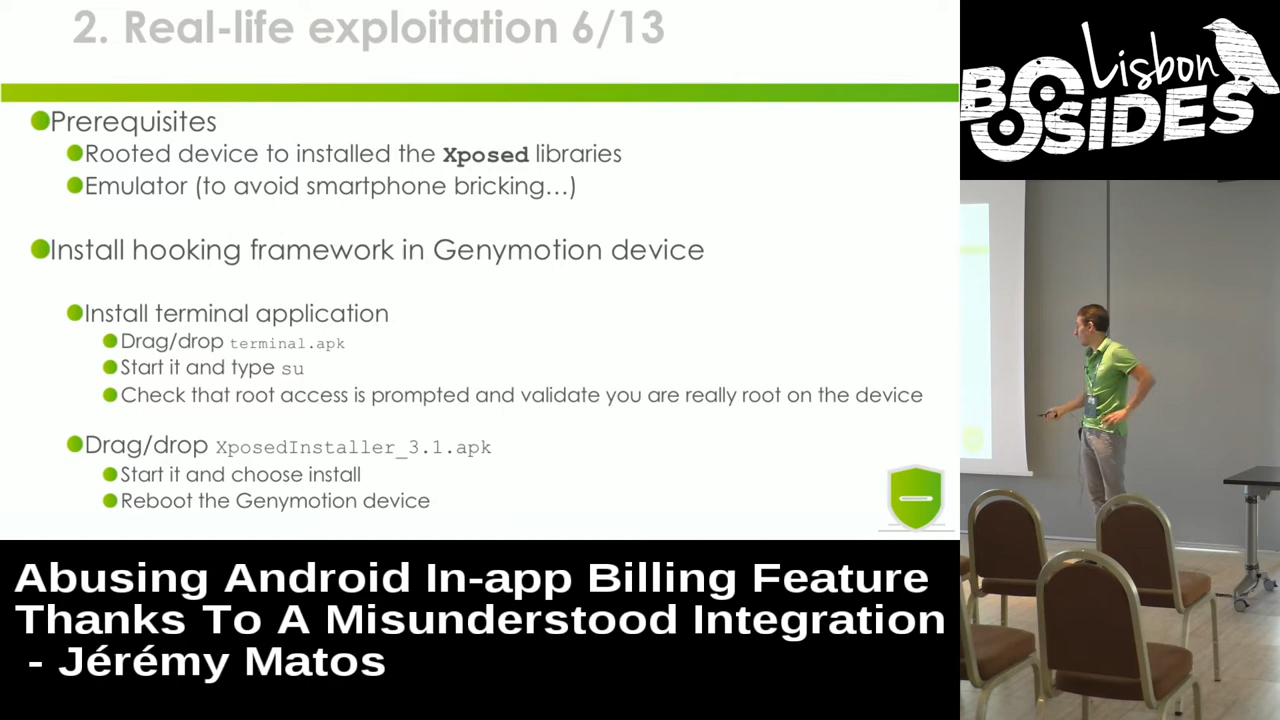 2. Real-life exploitation 6/13
Prerequisites
Rooted device to installed the Xposed libraries
Emulator (to avoid smartphone bricking…)
Install hooking framework in Genymotion device
Install terminal application
Drag/drop terminal.apk
Start it and type su
Check that root access is prompted and validate you are really root on the device
Drag/drop XposedInstaller_3.1.apk
Start it and choose install
Reboot the Genymotion device
Lisbon
BSIDES
Abusing Android In-app Billing Feature
Thanks To A Misunderstood Integration
- Jérémy Matos